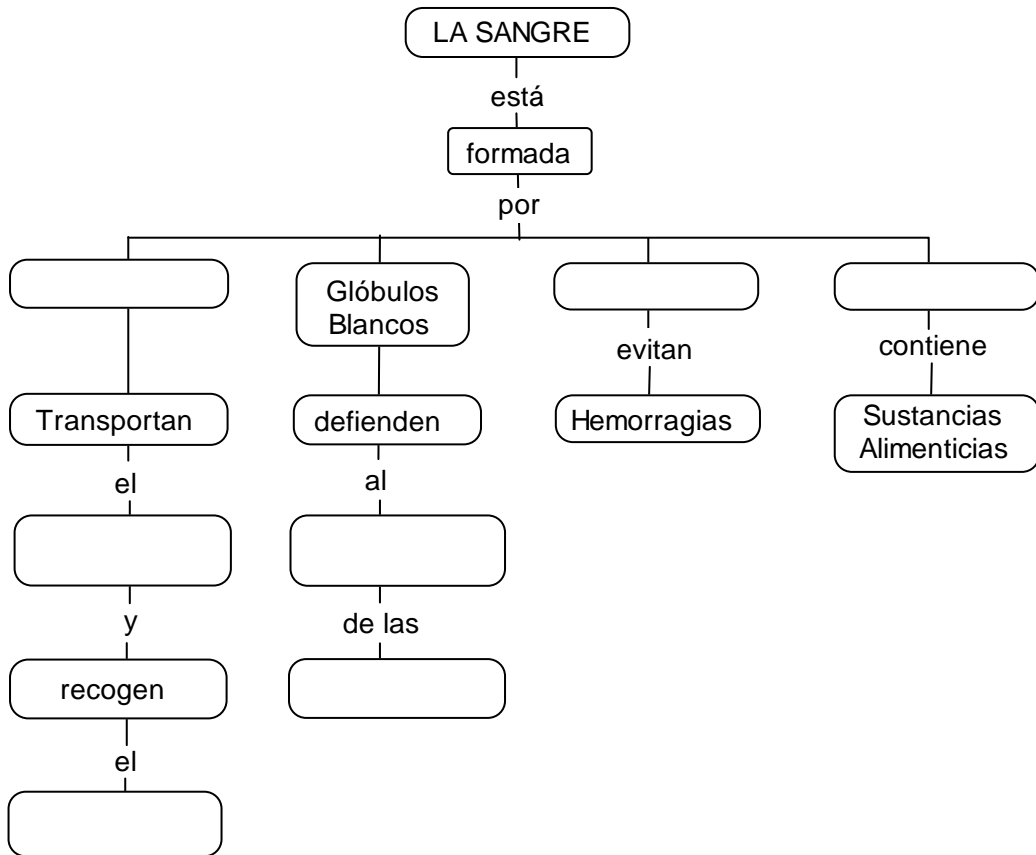 LA SANGRE
está
formada
por
Glóbulos
Blancos
evitan
contiene
Transportan
defienden
Hemorragias
Sustancias
Alimenticias
el
al
y
de las
recogen
el